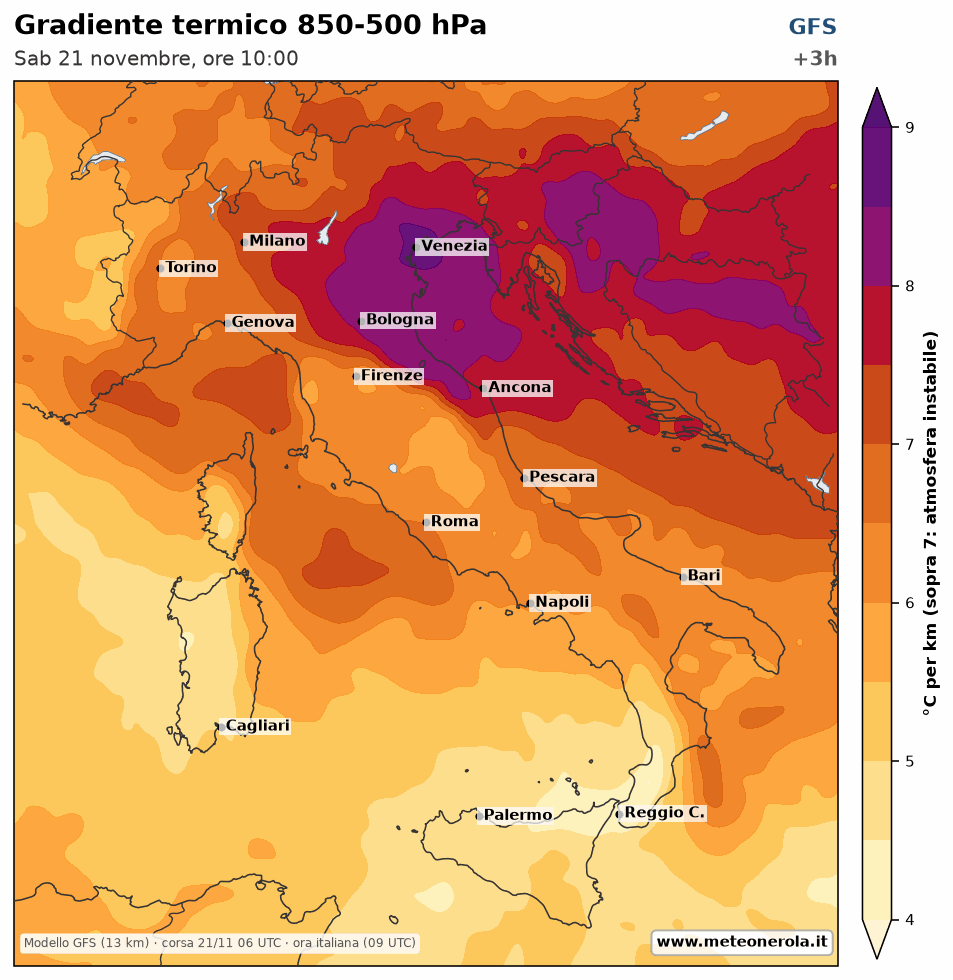 Gradiente termico 850-500 hPa
GFS
Sab 21 novembre, ore 10:00
+3h
Milano
Venezia
Torino
Genova
Bologna
Firenze
Ancona
Pescara
Roma
Bari
Napoli
Cagliari
Palermo
Reggio C.
9
8
7
6
5
4
°C per km (sopra 7: atmosfera instabile)
Modello GFS (13 km) · corsa 21/11 06 UTC · ora italiana (09 UTC)
www.meteonerola.it